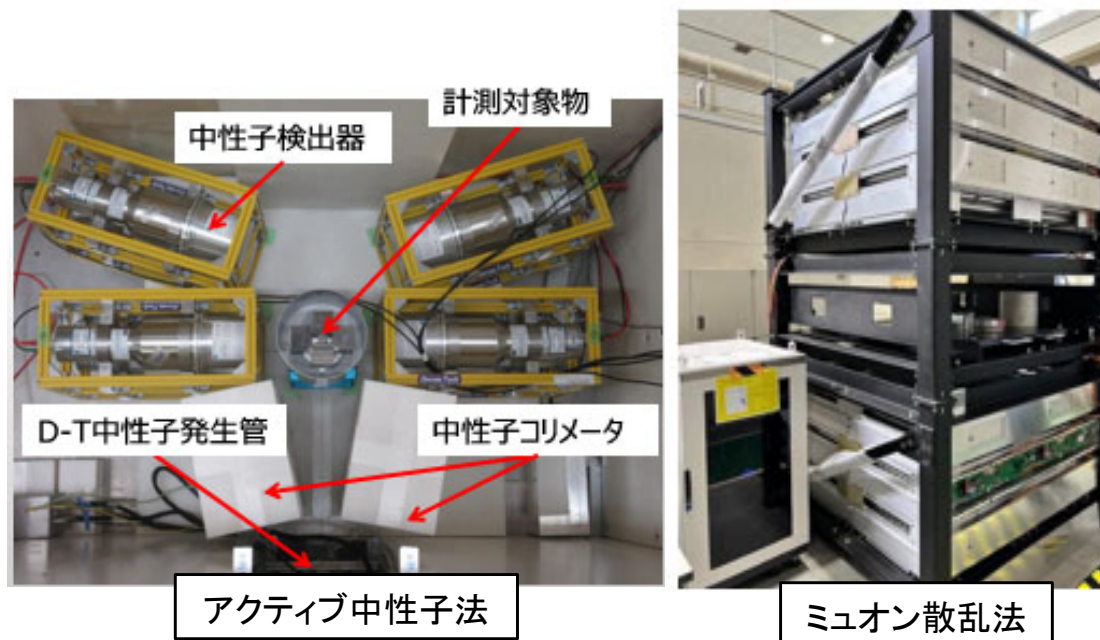 計測対象物
中性子検出器
D-T中性子発生管
中性子コリメータ
アクティブ中性子法
ミュオン散乱法